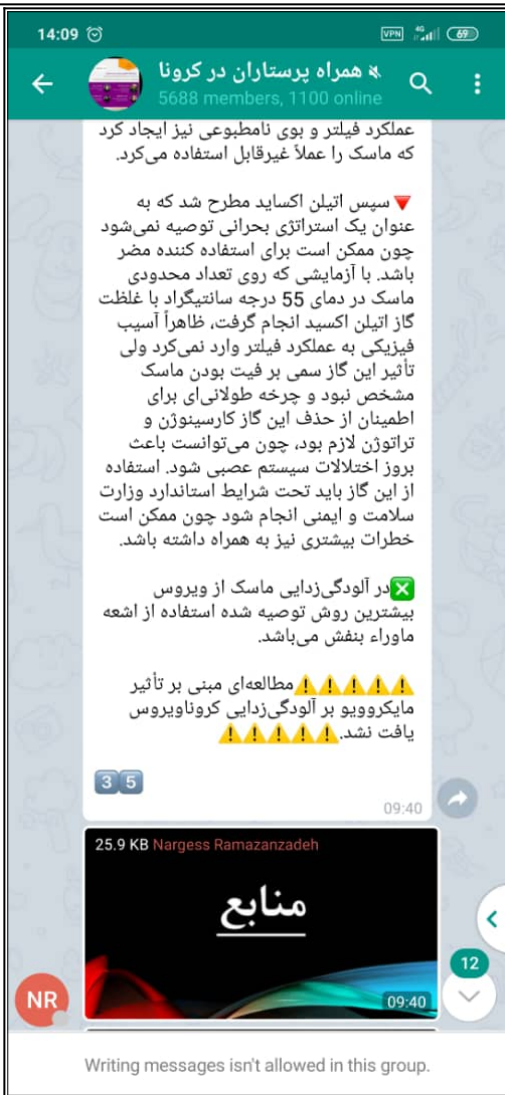 14:09
VPN 4G 69
همراه پرستاران در کرونا
5688 members, 1100 online
عملکرد فیلتر و بوی نامطبوعی نیز ایجاد کرد
که ماسک را عملاً غیرقابل استفاده می‌کرد.
🔻سپس اتیلن اکساید مطرح شد که به
عنوان یک استراتژی بحرانی توصیه نمی‌شود
چون ممکن است برای استفاده کننده مضر
باشد. با آزمایشی که روی تعداد محدودی
ماسک در دمای 55 درجه سانتیگراد با غلظت
گاز اتیلن اکسید انجام گرفت، ظاهراً آسیب
فیزیکی به عملکرد فیلتر وارد نمی‌کرد ولی
تأثیر این گاز سمی بر فیت بودن ماسک
مشخص نبود و چرخه طولانی‌ای برای
اطمینان از حذف این گاز کارسینوژن و
تراتوژن لازم بود، چون می‌توانست باعث
بروز اختلالات سیستم عصبی شود. استفاده
از این گاز باید تحت شرایط استاندارد وزارت
سلامت و ایمنی انجام شود چون ممکن است
خطرات بیشتری نیز به همراه داشته باشد.
❎در آلودگی‌زدایی ماسک از ویروس
بیشترین روش توصیه شده استفاده از اشعه
ماوراء بنفش می‌باشد.
⚠️⚠️⚠️⚠️⚠️مطالعه‌ای مبنی بر تأثیر
مایکروویو بر آلودگی‌زدایی کروناویروس
یافت نشد.⚠️⚠️⚠️⚠️⚠️
3️⃣5️⃣
09:40
25.9 KB Nargess Ramazanzadeh
منابع
09:40
12
NR
Writing messages isn't allowed in this group.